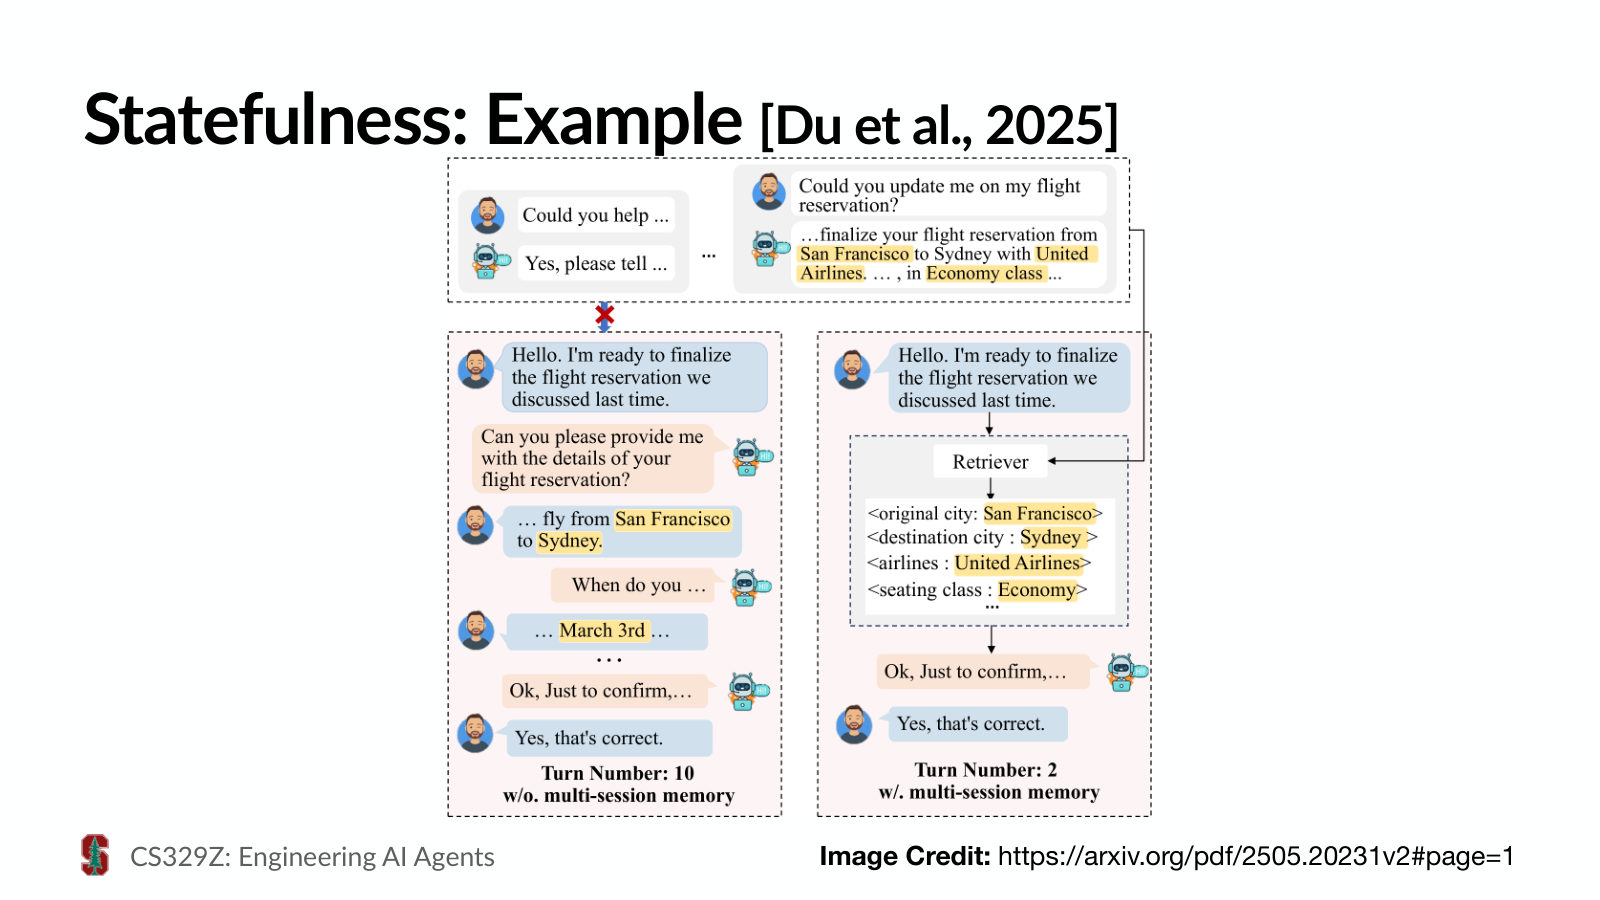 Statefulness: Example [Du et al., 2025]
Could you help ...
Yes, please tell ...
...
Could you update me on my flight
reservation?
...finalize your flight reservation from
San Francisco to Sydney with United
Airlines. ... , in Economy class ...
Hello. I'm ready to finalize
the flight reservation we
discussed last time.
Can you please provide me
with the details of your
flight reservation?
... fly from San Francisco
to Sydney.
When do you ...
... March 3rd ...
...
Ok, Just to confirm,...
Yes, that's correct.
Turn Number: 10
w/o. multi-session memory
Hello. I'm ready to finalize
the flight reservation we
discussed last time.
Retriever
<original city: San Francisco>
<destination city : Sydney >
<airlines : United Airlines>
<seating class : Economy>
...
Ok, Just to confirm,...
Yes, that's correct.
Turn Number: 2
w/. multi-session memory
CS329Z: Engineering AI Agents
Image Credit: https://arxiv.org/pdf/2505.20231v2#page=1